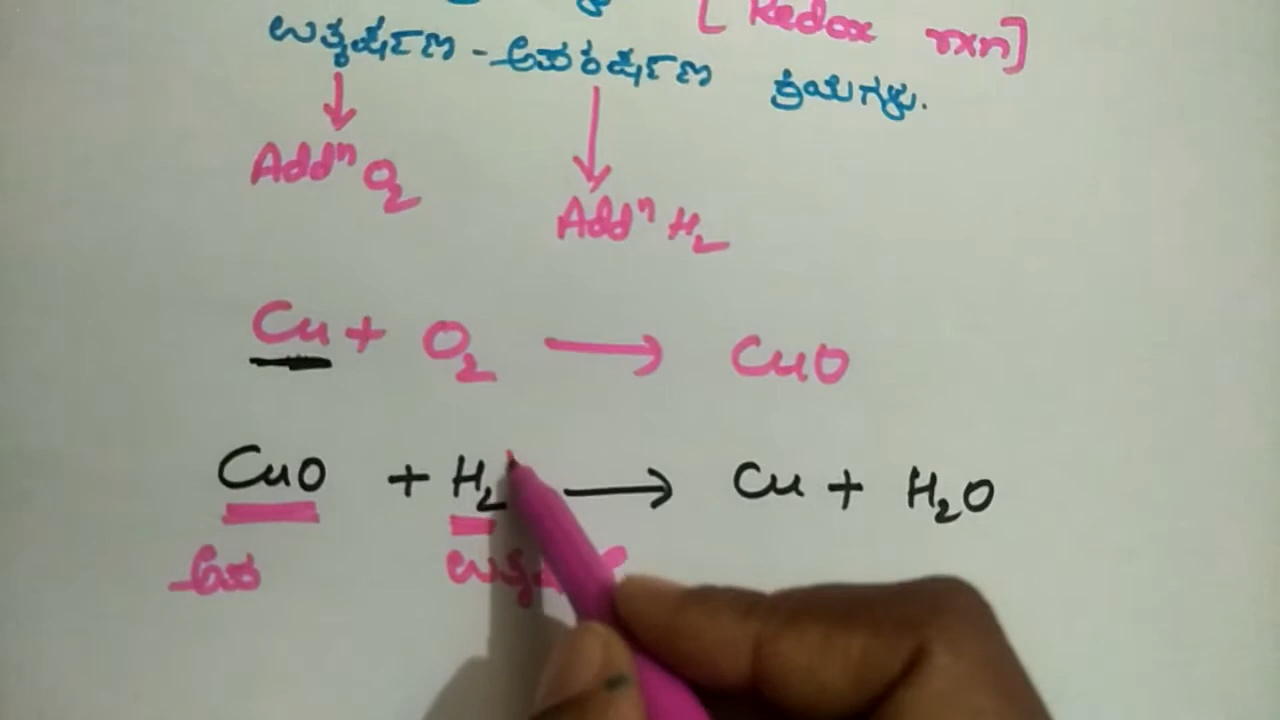 [ Redox rxn]
ಉತ್ಕರ್ಷಣ - ಅಪಕರ್ಷಣ ಕ್ರಿಯೆಗಳು.
Addⁿ O₂
Addⁿ H₂
Cu + O₂ → CuO
CuO + H₂ → Cu + H₂O
ಅಪ